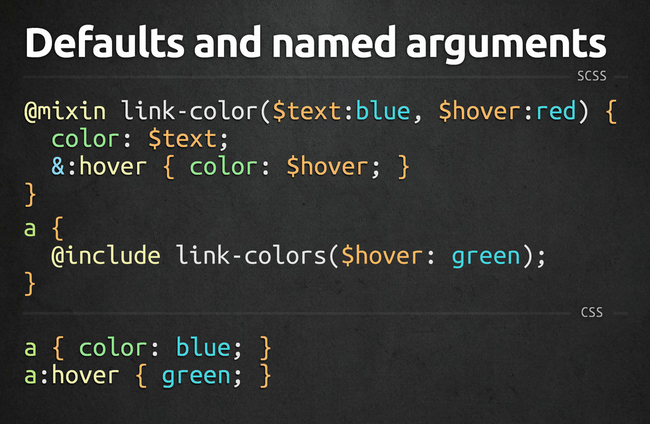 Defaults and named arguments
SCSS
@mixin link-color($text:blue, $hover:red) {
  color: $text;
  &:hover { color: $hover; }
}
a {
  @include link-colors($hover: green);
}
CSS
a { color: blue; }
a:hover { green; }